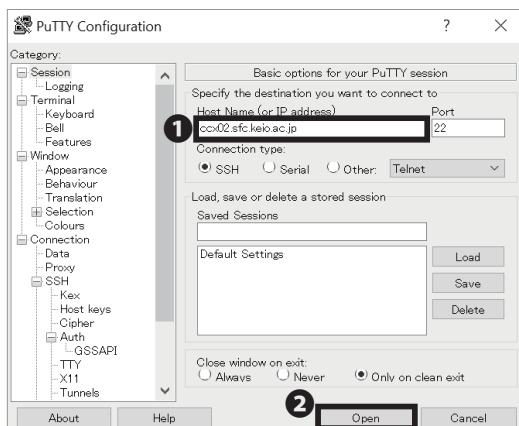 PuTTY Configuration ? ×
Category:
Session
Logging
Terminal
Keyboard
Bell
Features
Window
Appearance
Behaviour
Translation
Selection
Colours
Connection
Data
Proxy
SSH
Kex
Host keys
Cipher
Auth
GSSAPI
TTY
X11
Tunnels
Basic options for your PuTTY session
Specify the destination you want to connect to
Host Name (or IP address) Port
❶ ccx02.sfc.keio.ac.jp 22
Connection type:
SSH Serial Other: Telnet
Load, save or delete a stored session
Saved Sessions
Default Settings
Load
Save
Delete
Close window on exit:
Always Never Only on clean exit
❷
About Help Open Cancel